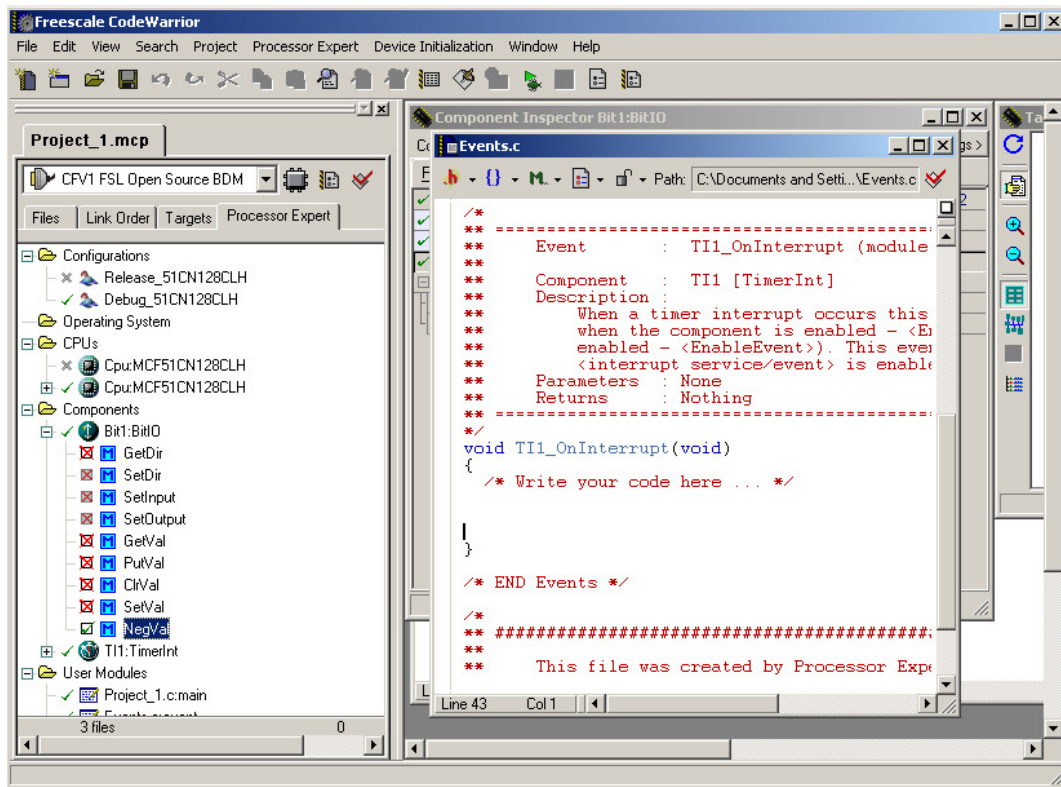 Freescale CodeWarrior
File Edit View Search Project Processor Expert Device Initialization Window Help
Project_1.mcp
CFV1 FSL Open Source BDM
Files Link Order Targets Processor Expert
Configurations
Release_51CN128CLH
Debug_51CN128CLH
Operating System
CPUs
Cpu:MCF51CN128CLH
Cpu:MCF51CN128CLH
Components
Bit1:BitIO
M GetDir
M SetDir
M SetInput
M SetOutput
M GetVal
M PutVal
M ClrVal
M SetVal
M NegVal
TI1:TimerInt
User Modules
Project_1.c:main
3 files 0
Component Inspector Bit1:BitIO
Events.c
Path: C:\Documents and Setti...\Events.c
/*
** ==========================================
** Event : TI1_OnInterrupt (module
**
** Component : TI1 [TimerInt]
** Description :
** When a timer interrupt occurs this
** when the component is enabled - <En
** enabled - <EnableEvent>). This even
** <interrupt service/event> is enable
** Parameters : None
** Returns : Nothing
** ==========================================
*/
void TI1_OnInterrupt(void)
{
/* Write your code here ... */
}
/* END Events */
/*
** ##########################################
**
** This file was created by Processor Expe
Line 43 Col 1